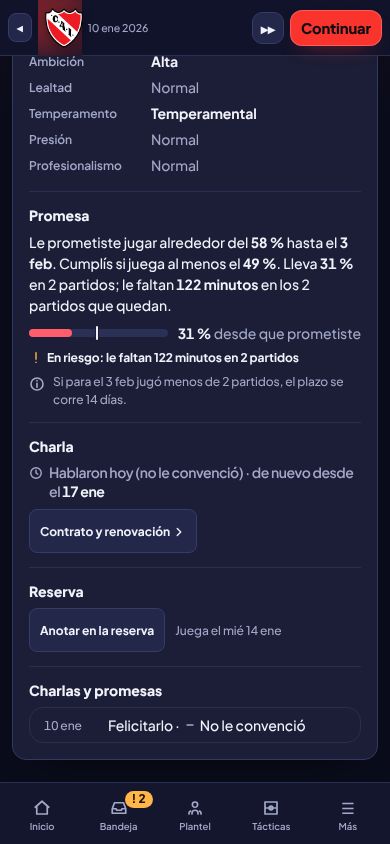 C.A.I.
10 ene 2026
Continuar
Ambición Alta
Lealtad Normal
Temperamento Temperamental
Presión Normal
Profesionalismo Normal
Promesa
Le prometiste jugar alrededor del 58 % hasta el 3
feb. Cumplís si juega al menos el 49 %. Lleva 31 %
en 2 partidos; le faltan 122 minutos en los 2
partidos que quedan.
31 % desde que prometiste
! En riesgo: le faltan 122 minutos en 2 partidos
Si para el 3 feb jugó menos de 2 partidos, el plazo se
corre 14 días.
Charla
Hablaron hoy (no le convenció) · de nuevo desde
el 17 ene
Contrato y renovación
Reserva
Anotar en la reserva Juega el mié 14 ene
Charlas y promesas
10 ene Felicitarlo · – No le convenció
! 2
Inicio Bandeja Plantel Tácticas Más